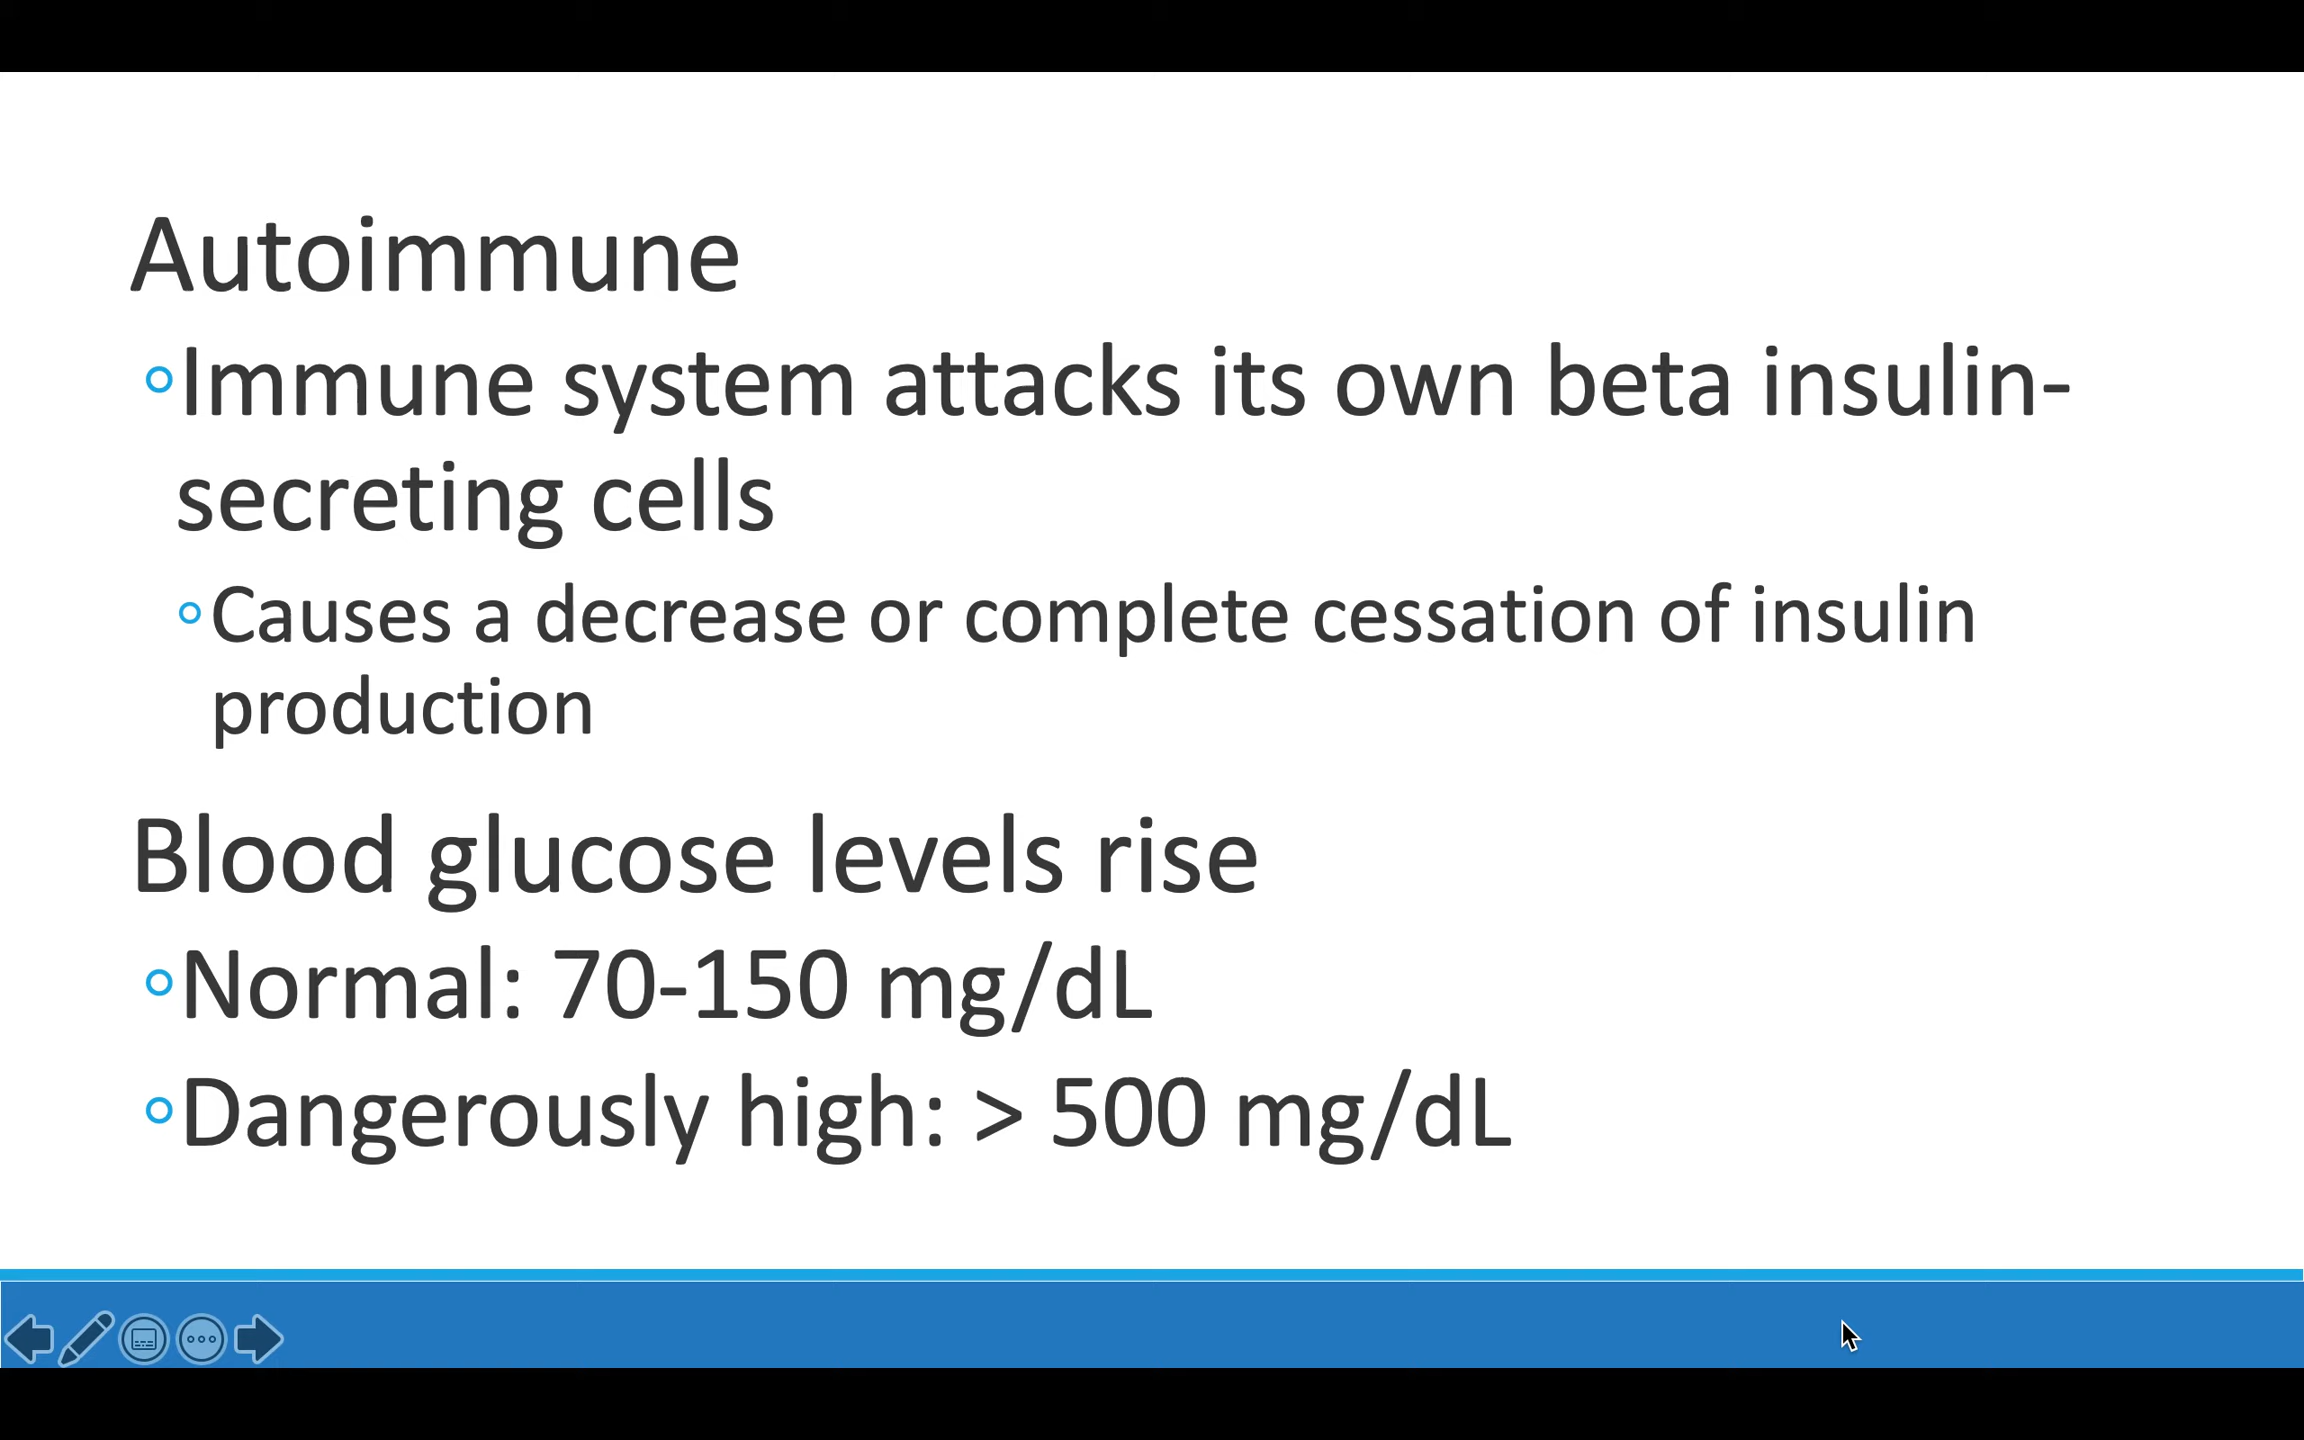 Autoimmune
Immune system attacks its own beta insulin-
secreting cells
Causes a decrease or complete cessation of insulin
production
Blood glucose levels rise
Normal: 70-150 mg/dL
Dangerously high: > 500 mg/dL